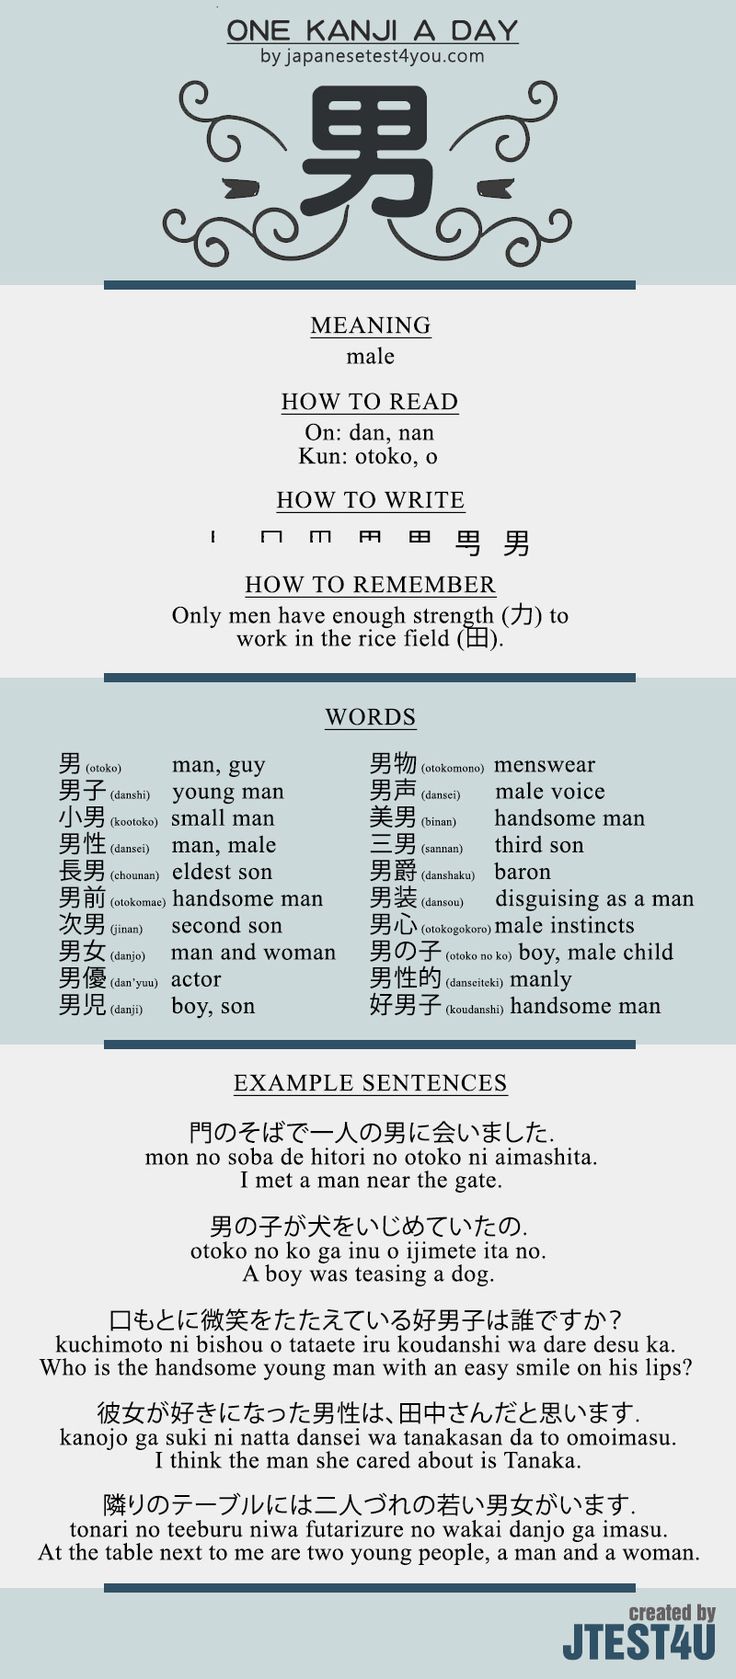 ONE KANJI A DAY
by japanesetest4you.com
男
MEANING
male
HOW TO READ
On: dan, nan
Kun: otoko, o
HOW TO WRITE
男
HOW TO REMEMBER
Only men have enough strength (力) to
work in the rice field (田).
WORDS
男 (otoko) man, guy
男子 (danshi) young man
小男 (kootoko) small man
男性 (dansei) man, male
長男 (chounan) eldest son
男前 (otokomae) handsome man
次男 (jinan) second son
男女 (danjo) man and woman
男優 (dan'yuu) actor
男児 (danji) boy, son
男物 (otokomono) menswear
男声 (dansei) male voice
美男 (binan) handsome man
三男 (sannan) third son
男爵 (danshaku) baron
男装 (dansou) disguising as a man
男心 (otokogokoro) male instincts
男の子 (otoko no ko) boy, male child
男性的 (danseiteki) manly
好男子 (koudanshi) handsome man
EXAMPLE SENTENCES
門のそばで一人の男に会いました.
mon no soba de hitori no otoko ni aimashita.
I met a man near the gate.
男の子が犬をいじめていたの.
otoko no ko ga inu o ijimete ita no.
A boy was teasing a dog.
口もとに微笑をたたえている好男子は誰ですか？
kuchimoto ni bishou o tataete iru koudanshi wa dare desu ka.
Who is the handsome young man with an easy smile on his lips?
彼女が好きになった男性は、田中さんだと思います.
kanojo ga suki ni natta dansei wa tanakasan da to omoimasu.
I think the man she cared about is Tanaka.
隣りのテーブルには二人づれの若い男女がいます.
tonari no teeburu niwa futarizure no wakai danjo ga imasu.
At the table next to me are two young people, a man and a woman.
created by
JTEST4U